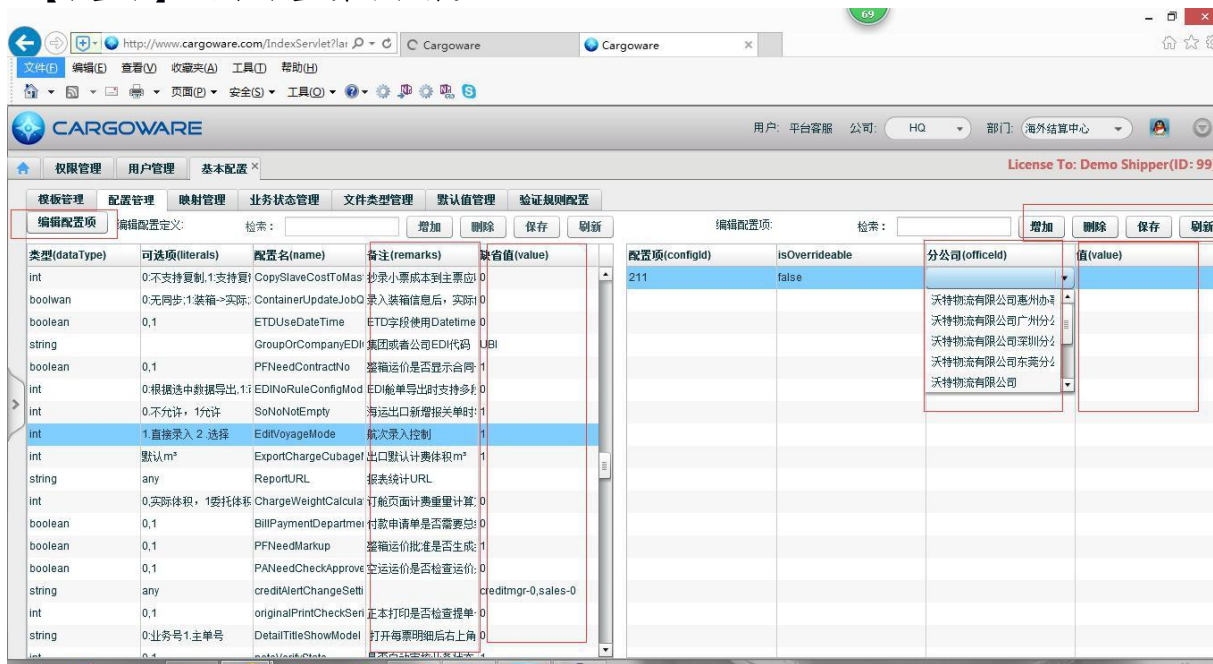 69
http://www.cargoware.com/IndexServlet?lar
Cargoware
Cargoware
文件(F) 编辑(E) 查看(V) 收藏夹(A) 工具(T) 帮助(H)
页面(P) 安全(S) 工具(O)
CARGOWARE
用户: 平台客服 公司: HQ 部门: 海外结算中心
权限管理 用户管理 基本配置
License To: Demo Shipper(ID: 99
模板管理 配置管理 映射管理 业务状态管理 文件类型管理 默认值管理 验证规则配置
编辑配置项 编辑配置定义: 检索: 增加 删除 保存 刷新 编辑配置项: 检索: 增加 删除 保存 刷新
类型(dataType) 可选项(literals) 配置名(name) 备注(remarks) 缺省值(value) 配置项(configId) isOverrideable 分公司(officeId) 值(value)
int 0:不支持复制,1:支持复 CopySlaveCostToMas 抄录小票成本到主票应 0 211 false
boolwan 0:无同步;1:装箱->实际; ContainerUpdateJobQ 录入装箱信息后，实际 0 沃特物流有限公司惠州办
boolean 0,1 ETDUseDateTime ETD字段使用Datetime 0 沃特物流有限公司广州分
string GroupOrCompanyEDI 集团或者公司EDI代码 UBI 沃特物流有限公司深圳分
boolean 0,1 PFNeedContractNo 整箱运价是否显示合同 1 沃特物流有限公司东莞分
int 0:根据选中数据导出,1: EDINoRuleConfigMod EDI舱单导出时支持多 0 沃特物流有限公司
int 0.不允许，1允许 SoNoNotEmpty 海运出口新增报关单时 1
int 1.直接录入 2 .选择 EditVoyageMode 航次录入控制 1
int 默认m³ ExportChargeCubage 出口默认计费体积m³ 1
string any ReportURL 报表统计URL
int 0,实际体积，1委托体积 ChargeWeightCalcula 订舱页面计费重量计算 0
boolean 0,1 BillPaymentDepartme 付款申请单是否需要总 0
boolean 0,1 PFNeedMarkup 整箱运价批准是否生成 1
boolean 0,1 PANeedCheckApprove 空运运价是否检查运价 0
string any creditAlertChangeSetti creditmgr-0,sales-0
int 0,1 originalPrintCheckSeri 正本打印是否检查提单 0
string 0:业务号1.主单号 DetailTitleShowModel 打开每票明细后右上角 0